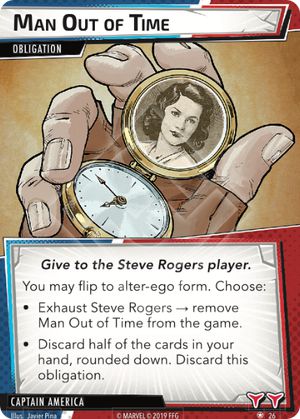 MAN OUT OF TIME
OBLIGATION
Give to the Steve Rogers player.
You may flip to alter-ego form. Choose:
• Exhaust Steve Rogers → remove
Man Out of Time from the game.
• Discard half of the cards in
your hand, rounded down. Discard this
obligation.
CAPTAIN AMERICA
Illus. Javier Pina
© MARVEL © 2019 FFG
26